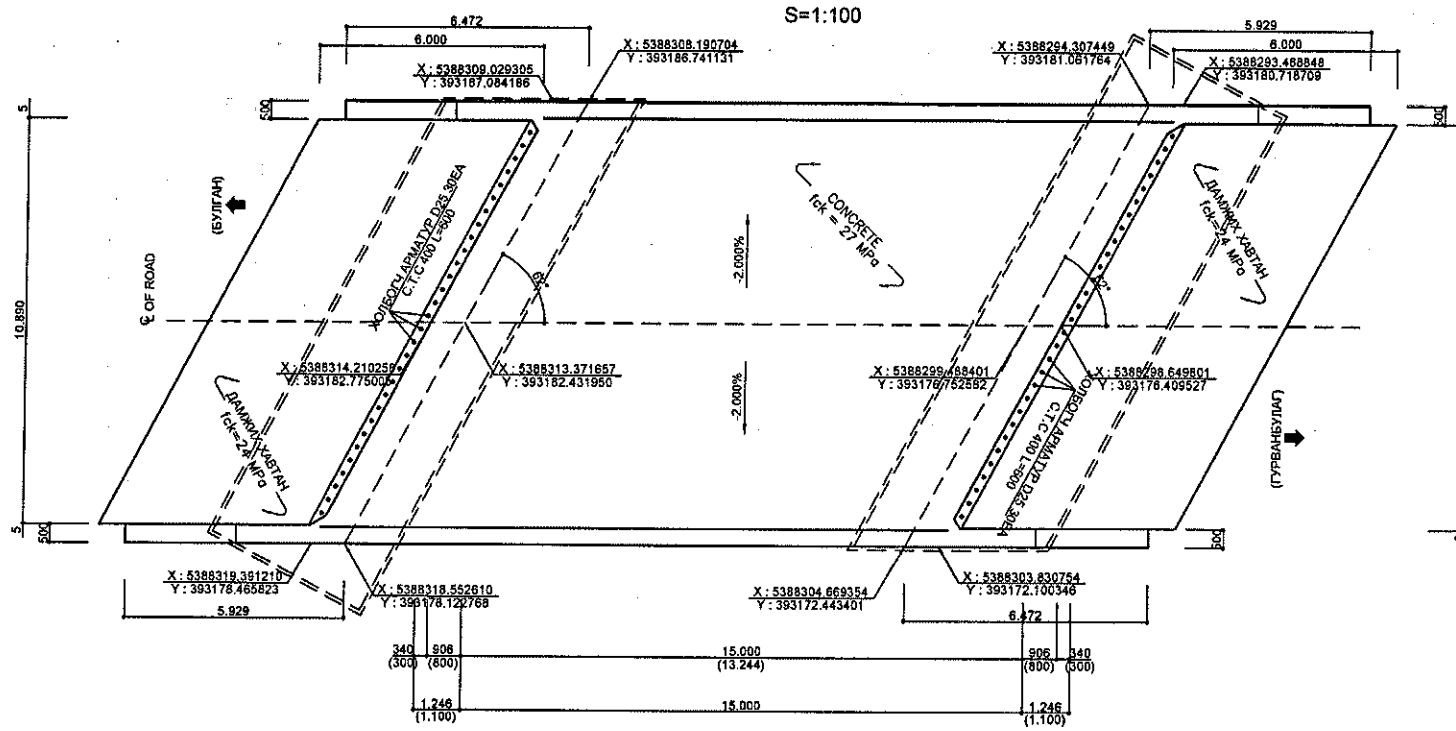 S=1:100
6.472
6.000
X : 5388308.190704
Y : 393186.741131
X : 5388309.029305
Y : 393187.084186
X : 5388294.307449
Y : 393181.061764
5.929
6.000
X : 5388293.468848
Y : 393180.718709
5
500
500
(БУЛГАН)
ХОЛБОГЧ АРМАТУР D25 30EA
С.Т.С 400 L=600
CONCRETE
fck = 27 MPa
ДАМЖИХ ХАВТАН
fck=24 MPa
-2.000%
62°
62°
10.890
CL OF ROAD
X : 5388314.210258
Y : 393182.775005
X : 5388313.371657
Y : 393182.431950
X : 5388299.488401
Y : 393176.752582
X : 5388298.649801
Y : 393176.409527
-2.000%
ДАМЖИХ ХАВТАН
fck=24 MPa
ХОЛБОГЧ АРМАТУР D25 30EA
С.Т.С 400 L=600
(ГУРВАНБУЛАГ)
5
500
500
X : 5388319.391210
Y : 393178.465823
X : 5388318.552610
Y : 393178.122768
X : 5388304.669354
Y : 393172.443401
X : 5388303.830754
Y : 393172.100346
5.929
6.472
340
(300)
906
(800)
15.000
(13.244)
906
(800)
340
(300)
1.246
(1.100)
15.000
1.246
(1.100)